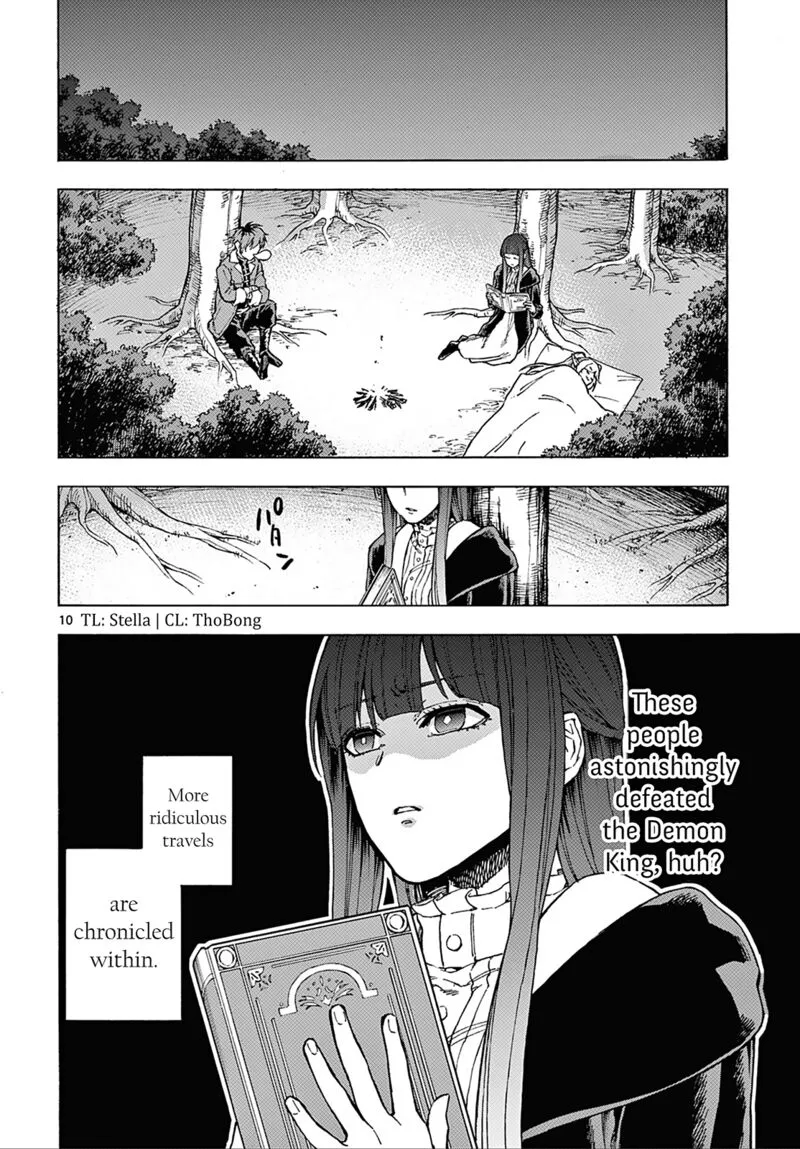 パタン
10 TL: Stella | CL: ThoBong
These
people
astonishingly
defeated
the Demon
King, huh?
More
ridiculous
travels
are
chronicled
within.